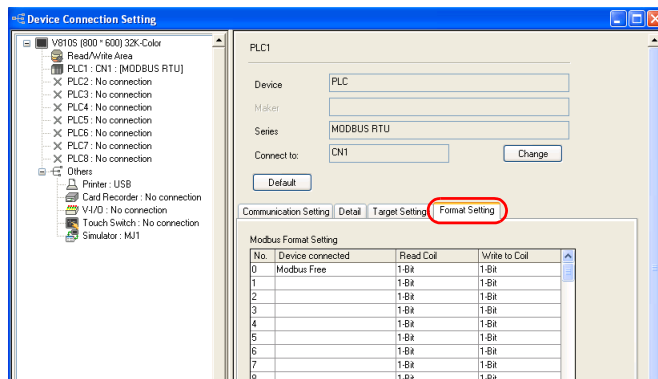 Device Connection Setting
V810S (800 * 600) 32K-Color
Read/Write Area
PLC1 : CN1 : [MODBUS RTU]
PLC2 : No connection
PLC3 : No connection
PLC4 : No connection
PLC5 : No connection
PLC6 : No connection
PLC7 : No connection
PLC8 : No connection
Others
Printer : USB
Card Recorder : No connection
V-I/O : No connection
Touch Switch : No connection
Simulator : MJ1
PLC1
Device PLC
Maker
Series MODBUS RTU
Connect to: CN1 Change
Default
Communication Setting Detail Target Settings Format Setting
Modbus Format Setting
No. Device connected Read Coil Write to Coil
0 Modbus Free 1-Bit 1-Bit
1 1-Bit 1-Bit
2 1-Bit 1-Bit
3 1-Bit 1-Bit
4 1-Bit 1-Bit
5 1-Bit 1-Bit
6 1-Bit 1-Bit
7 1-Bit 1-Bit
8 1-Bit 1-Bit